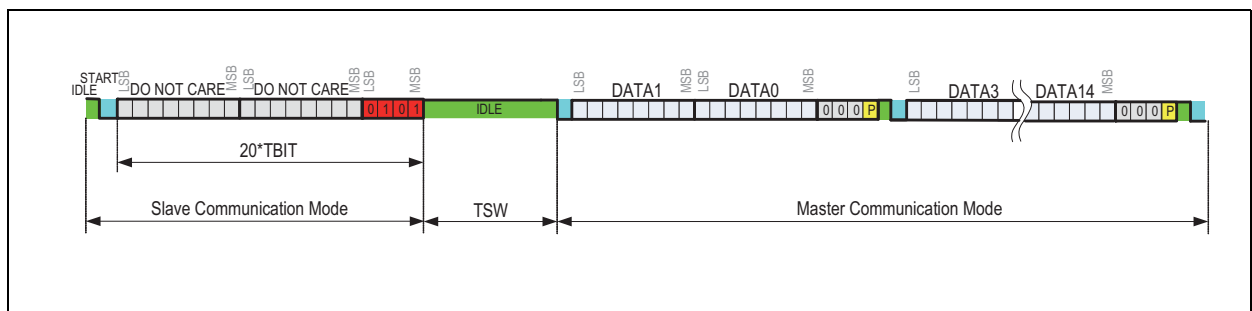 START
IDLE
LSB
DO NOT CARE
MSB
LSB
DO NOT CARE
MSB
LSB
0 1 0 1
MSB
IDLE
LSB
DATA1
MSB
LSB
DATA0
MSB
0 0 0 P
LSB
DATA3
DATA14
MSB
0 0 0 P
20*TBIT
Slave Communication Mode
TSW
Master Communication Mode